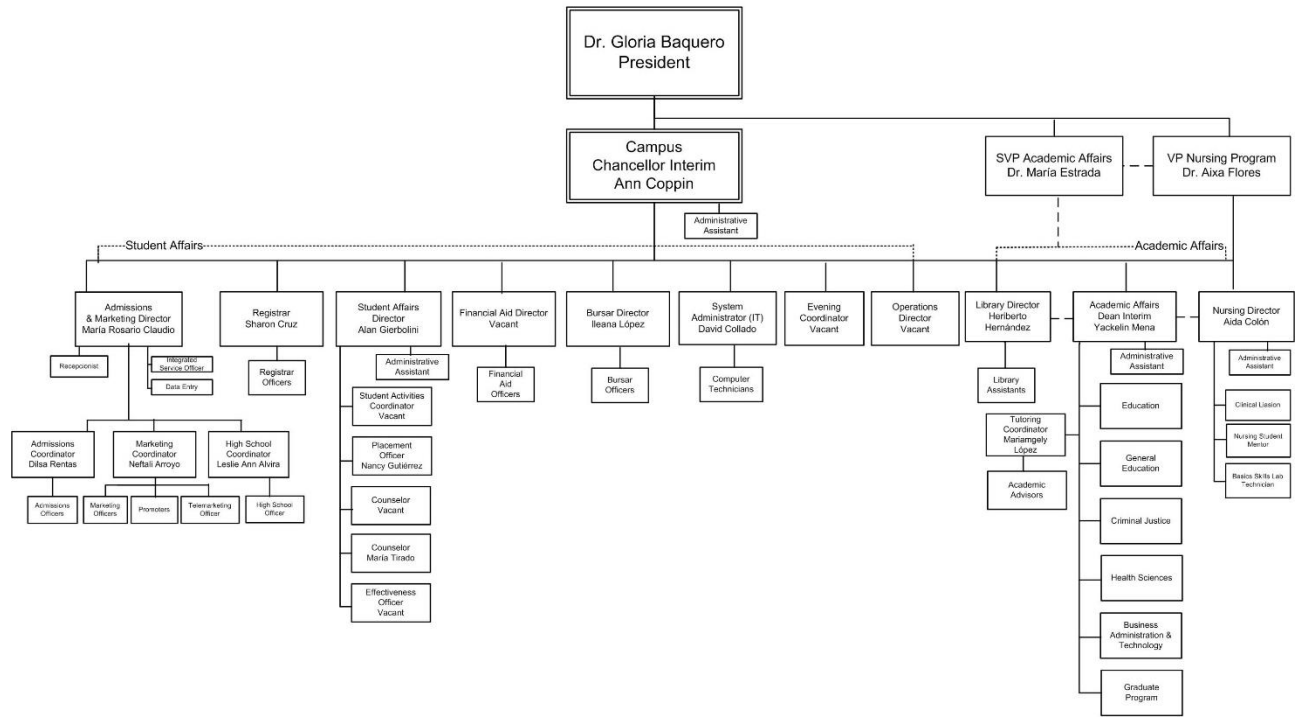 Dr. Gloria Baquero
President
Campus
Chancellor Interim
Ann Coppin
SVP Academic Affairs
Dr. María Estrada
VP Nursing Program
Dr. Aixa Flores
Administrative
Assistant
Student Affairs
Academic Affairs
Admissions
& Marketing Director
María Rosario Claudio
Registrar
Sharon Cruz
Student Affairs
Director
Alan Gierbolini
Financial Aid Director
Vacant
Bursar Director
Ileana López
System
Administrator (IT)
David Collado
Evening
Coordinator
Vacant
Operations
Director
Vacant
Library Director
Heriberto
Hernández
Academic Affairs
Dean Interim
Yackelin Mena
Nursing Director
Aida Colón
Recepcionist
Integrated
Service Officer
Data Entry
Registrar
Officers
Administrative
Assistant
Financial
Aid
Officers
Bursar
Officers
Computer
Technicians
Library
Assistants
Administrative
Assistant
Administrative
Assistant
Student Activities
Coordinator
Vacant
Placement
Officer
Nancy Gutiérrez
Counselor
Vacant
Counselor
María Tirado
Effectiveness
Officer
Vacant
Admissions
Coordinator
Dilsa Rentas
Marketing
Coordinator
Neftali Arroyo
High School
Coordinator
Leslie Ann Alvira
Admissions
Officers
Marketing
Officers
Promoters
Telemarketing
Officer
High School
Officer
Tutoring
Coordinator
Mariamgely
López
Academic
Advisors
Education
General
Education
Criminal Justice
Health Sciences
Business
Administration &
Technology
Graduate
Program
Clinical Liasion
Nursing Student
Mentor
Basics Skills Lab
Technician